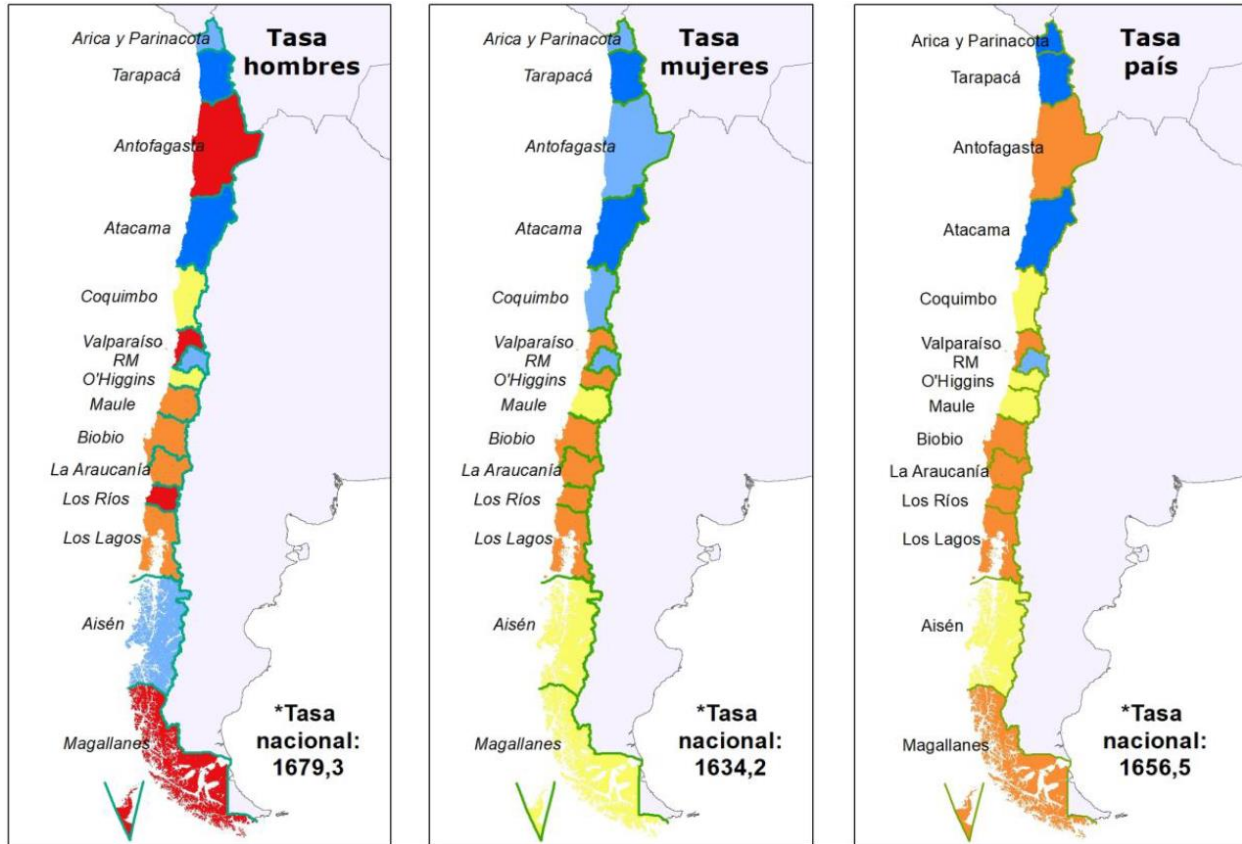 Tasa
hombres
Arica y Parinacota
Tarapacá
Antofagasta
Atacama
Coquimbo
Valparaíso
RM
O'Higgins
Maule
Biobio
La Araucanía
Los Ríos
Los Lagos
Aisén
Magallanes
*Tasa
nacional:
1679,3
Tasa
mujeres
Arica y Parinacota
Tarapacá
Antofagasta
Atacama
Coquimbo
Valparaíso
RM
O'Higgins
Maule
Biobio
La Araucanía
Los Ríos
Los Lagos
Aisén
Magallanes
*Tasa
nacional:
1634,2
Tasa
país
Arica y Parinacota
Tarapacá
Antofagasta
Atacama
Coquimbo
Valparaíso
RM
O'Higgins
Maule
Biobio
La Araucanía
Los Ríos
Los Lagos
Aisén
Magallanes
*Tasa
nacional:
1656,5